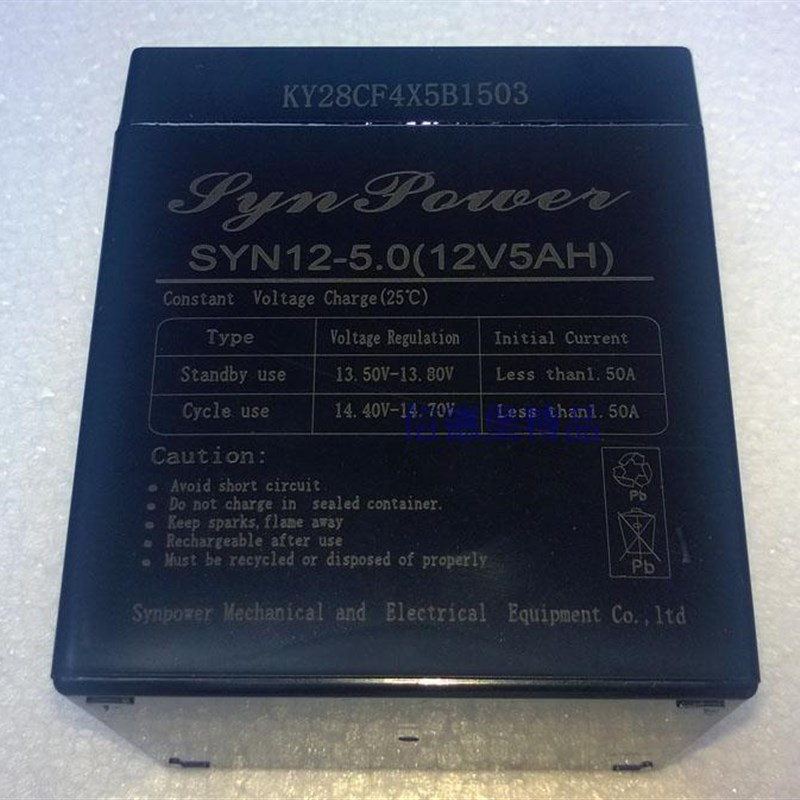 KY28CF4X5B1503
SynPower
SYN12-5.0(12V5AH)
Constant Voltage Charge(25℃)
Type Voltage Regulation Initial Current
Standby use 13.50V-13.80V Less than1.50A
Cycle use 14.40V-14.70V Less than1.50A
Caution:
Avoid short circuit
Do not charge in sealed container.
Keep sparks,flame away
Rechargeable after use
Must be recycled or disposed of properly
Pb
Pb
Synpower Mechanical and Electrical Equipment Co.,ltd